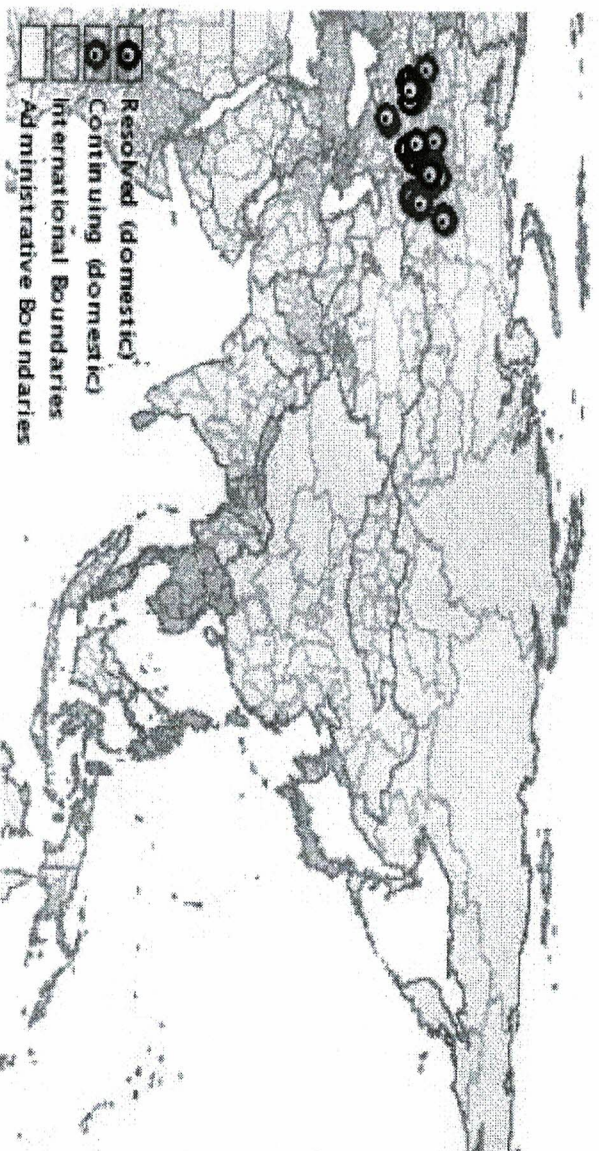 Resolved (domestic)
Continuing (domestic)
International Boundaries
Administrative Boundaries